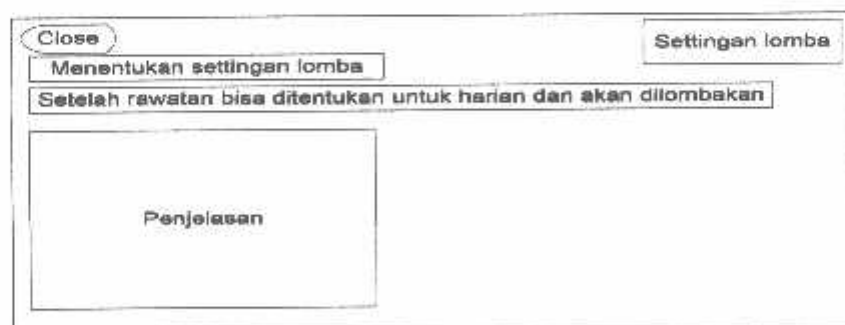 Close
Settingan lomba
Menentukan settingan lomba
Setelah rawatan bisa ditentukan untuk harian dan akan dilombakan
Penjelasan